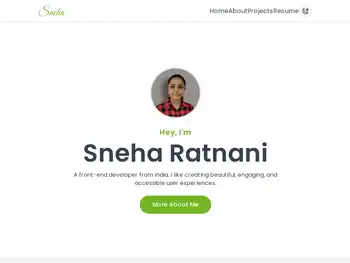 Sneha
Home About Projects Resume
Hey, I'm
Sneha Ratnani
A front-end developer from India, I like creating beautiful, engaging, and
accessible user experiences.
More About Me